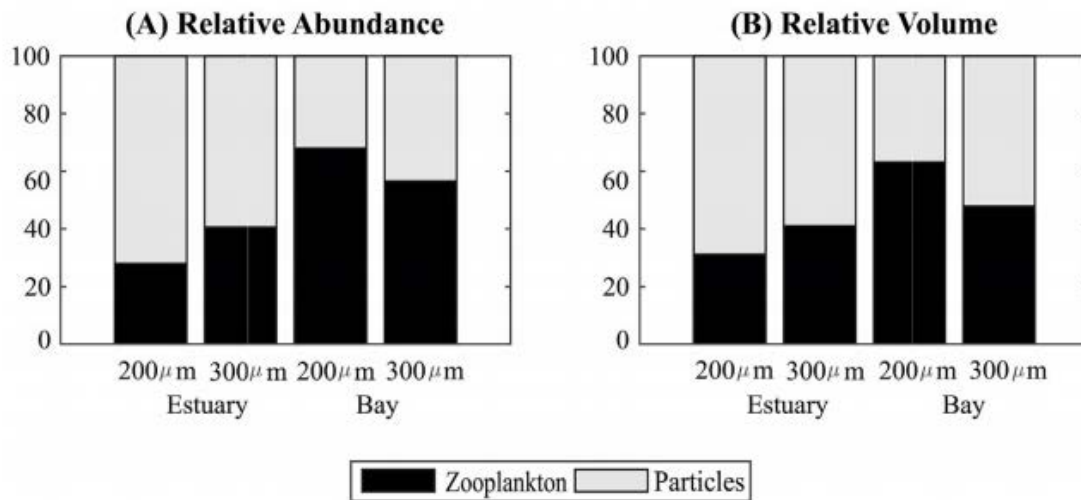 (A) Relative Abundance
100
80
60
40
20
0
200μm 300μm 200μm 300μm
Estuary Bay
(B) Relative Volume
100
80
60
40
20
0
200μm 300μm 200μm 300μm
Estuary Bay
Zooplankton Particles